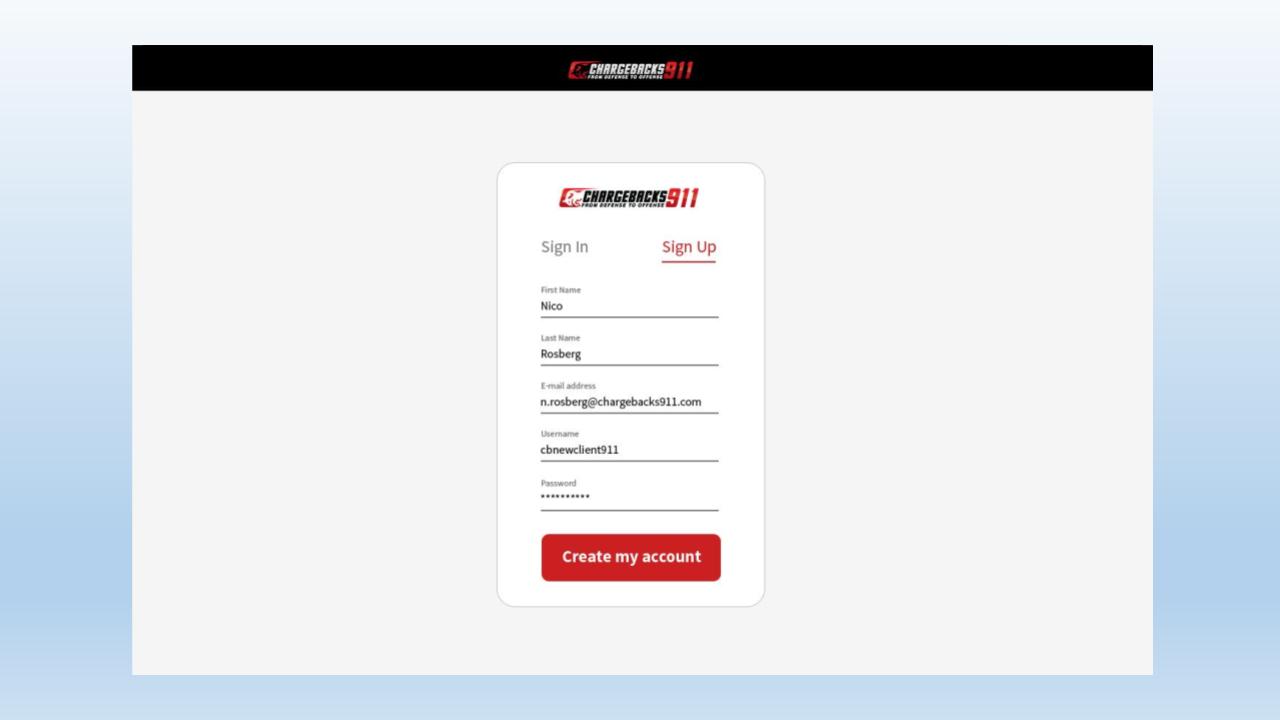 CHARGEBACKS911
FROM DEFENSE TO OFFENSE
CHARGEBACKS911
FROM DEFENSE TO OFFENSE
Sign In Sign Up
First Name
Nico
Last Name
Rosberg
E-mail address
n.rosberg@chargebacks911.com
Username
cbnewclient911
Password
**********
Create my account